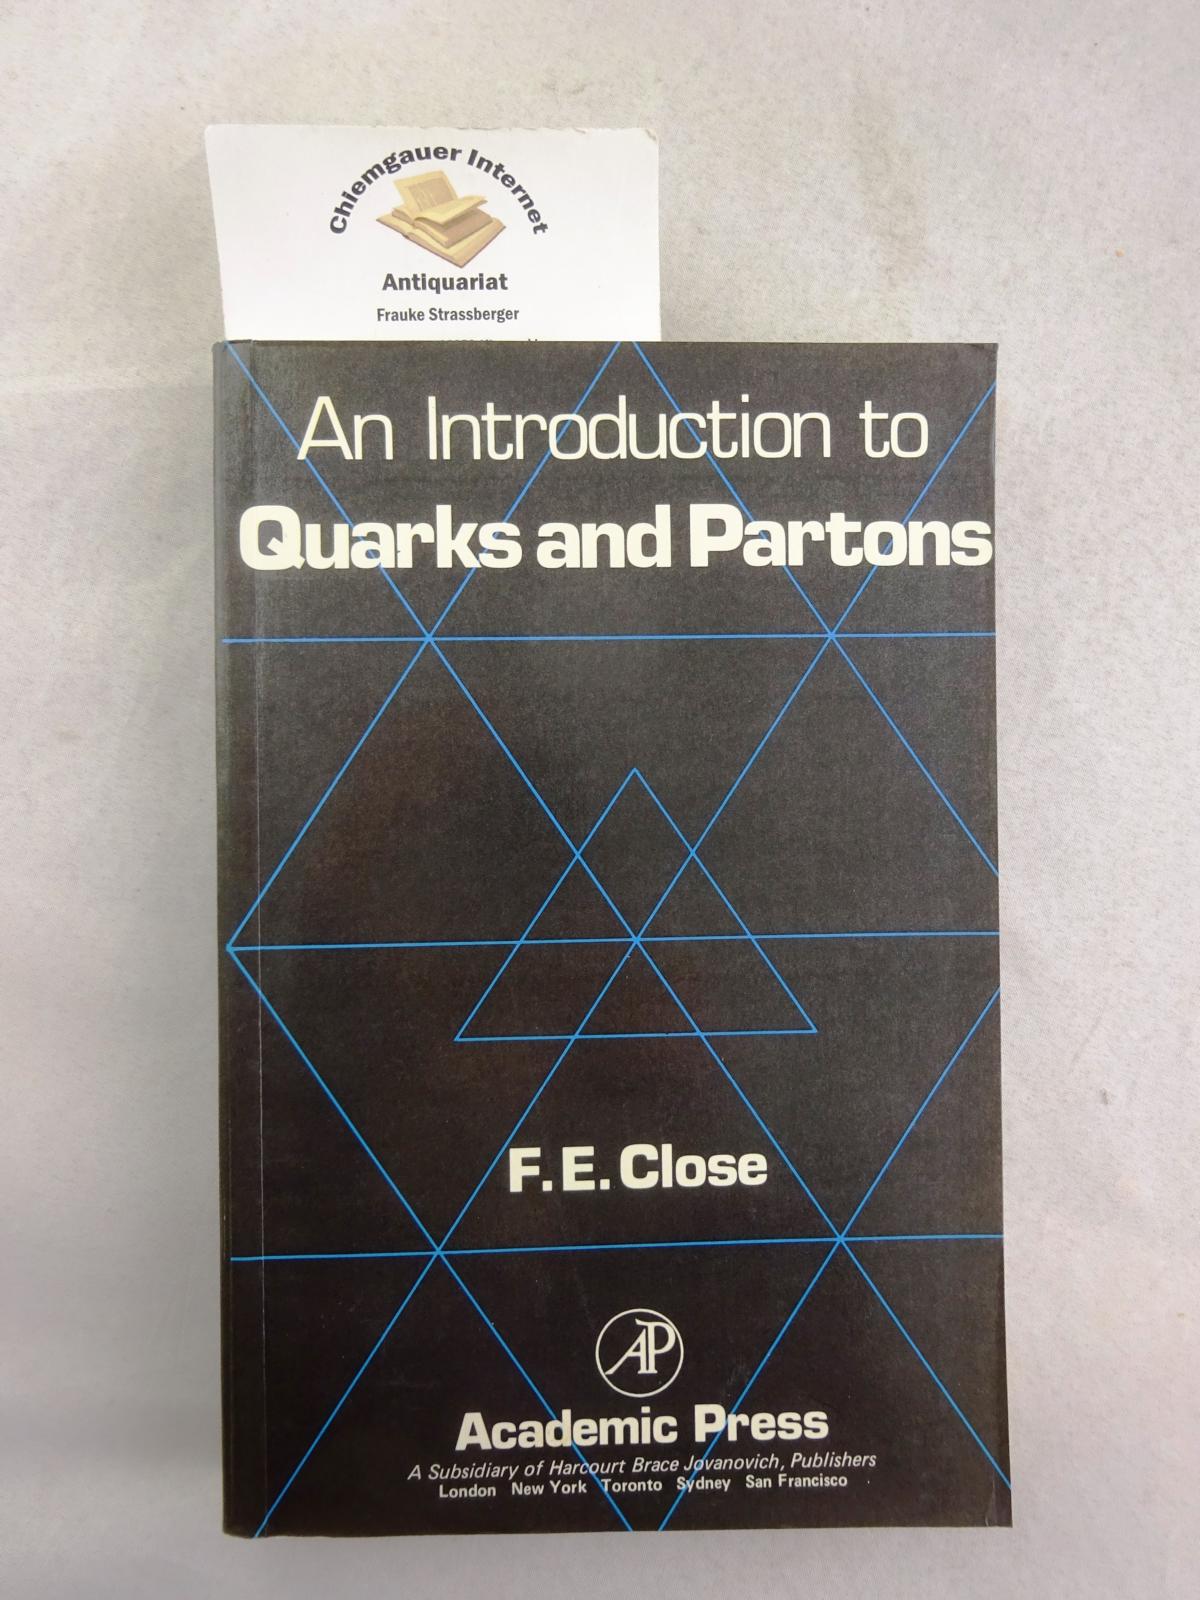 Chiemgauer Internet
Antiquariat
Frauke Strassberger
An Introduction to
Quarks and Partons
F.E. Close
AP
Academic Press
A Subsidiary of Harcourt Brace Jovanovich, Publishers
London New York Toronto Sydney San Francisco